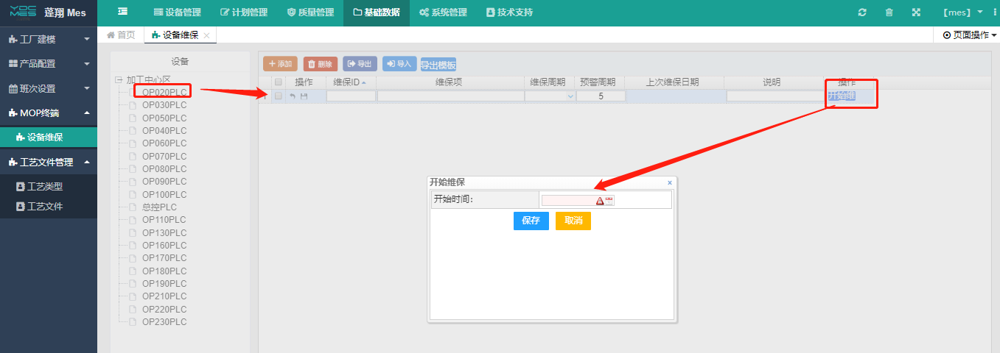 YDC MES 蓬翔 Mes 设备管理 计划管理 质量管理 基础数据 系统管理 技术支持 【mes】
工厂建模
产品配置
班次设置
MOP终端
设备维保
工艺文件管理
工艺类型
工艺文件
首页 设备维保 页面操作
设备
加工中心区
OP020PLC
OP030PLC
OP050PLC
OP040PLC
OP060PLC
OP070PLC
OP080PLC
OP090PLC
OP100PLC
总控PLC
OP110PLC
OP130PLC
OP160PLC
OP170PLC
OP180PLC
OP190PLC
OP210PLC
OP220PLC
OP230PLC
添加 删除 导出 导入 导出模板
操作 维保ID 维保项 维保周期 预警周期 上次维保日期 说明 操作
5 开始维
开始维保
开始时间：
保存 取消